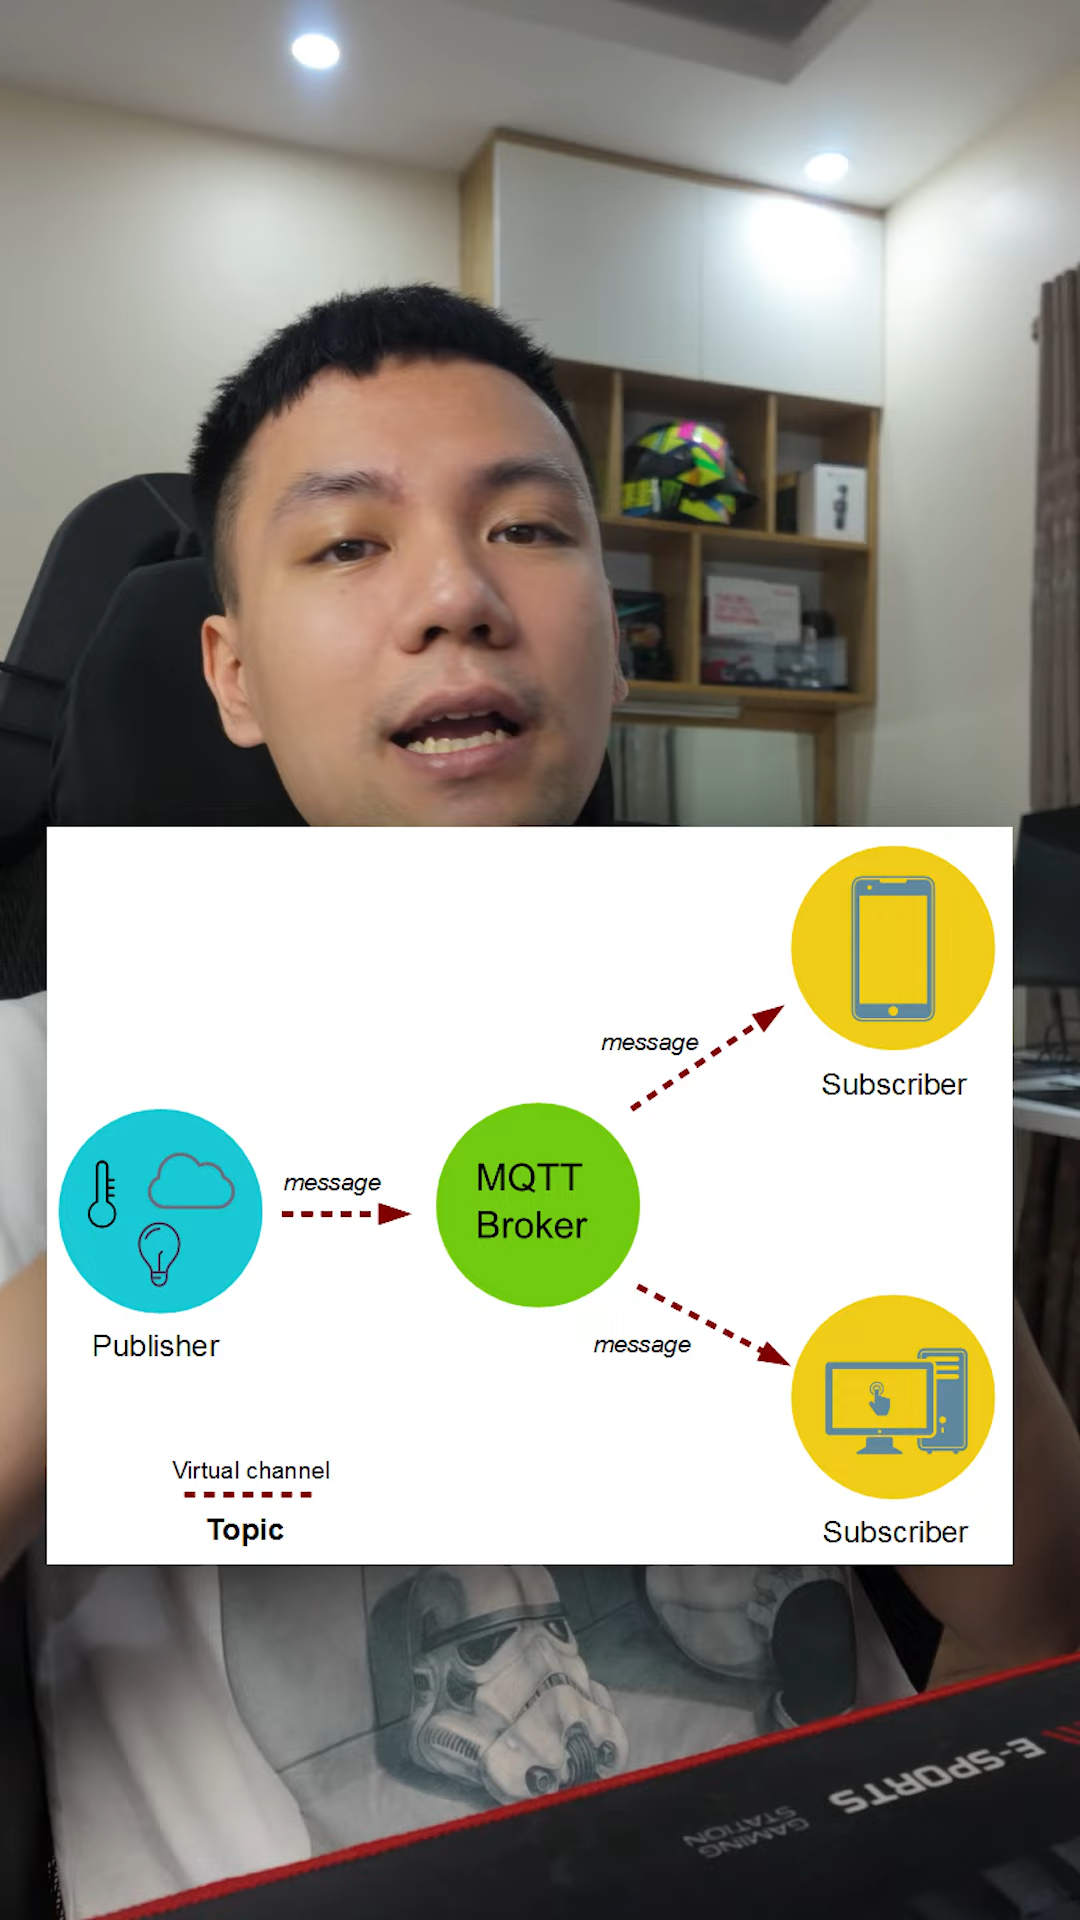 message
Subscriber
message
MQTT
Broker
Publisher
message
Virtual channel
Topic
Subscriber
E-SPORTS
GAMING
STATION